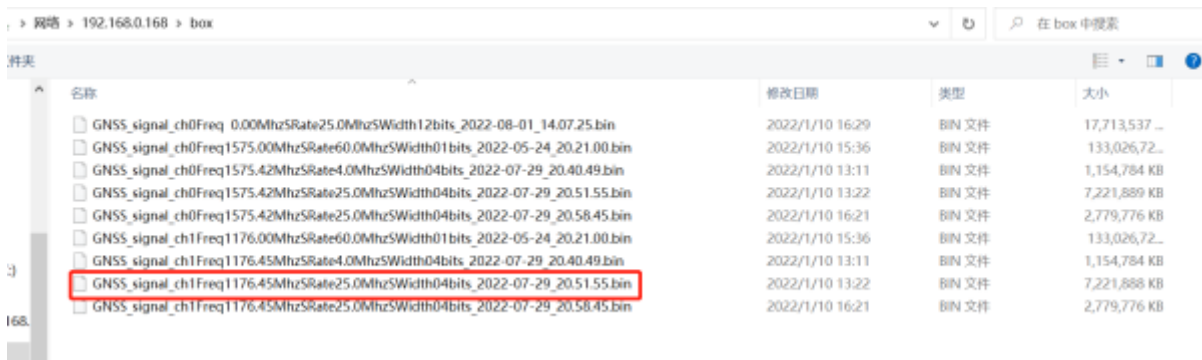 › 网络 › 192.168.0.168 › box
在 box 中搜索
件夹
名称 修改日期 类型 大小
GNSS_signal_ch0Freq 0.00MhzSRate25.0MhzSWidth12bits_2022-08-01_14.07.25.bin 2022/1/10 16:29 BIN 文件 17,713,537 ...
GNSS_signal_ch0Freq1575.00MhzSRate60.0MhzSWidth01bits_2022-05-24_20.21.00.bin 2022/1/10 15:36 BIN 文件 133,026,72...
GNSS_signal_ch0Freq1575.42MhzSRate4.0MhzSWidth04bits_2022-07-29_20.40.49.bin 2022/1/10 13:11 BIN 文件 1,154,784 KB
GNSS_signal_ch0Freq1575.42MhzSRate25.0MhzSWidth04bits_2022-07-29_20.51.55.bin 2022/1/10 13:22 BIN 文件 7,221,889 KB
GNSS_signal_ch0Freq1575.42MhzSRate25.0MhzSWidth04bits_2022-07-29_20.58.45.bin 2022/1/10 16:21 BIN 文件 2,779,776 KB
GNSS_signal_ch1Freq1176.00MhzSRate60.0MhzSWidth01bits_2022-05-24_20.21.00.bin 2022/1/10 15:36 BIN 文件 133,026,72...
GNSS_signal_ch1Freq1176.45MhzSRate4.0MhzSWidth04bits_2022-07-29_20.40.49.bin 2022/1/10 13:11 BIN 文件 1,154,784 KB
GNSS_signal_ch1Freq1176.45MhzSRate25.0MhzSWidth04bits_2022-07-29_20.51.55.bin 2022/1/10 13:22 BIN 文件 7,221,888 KB
GNSS_signal_ch1Freq1176.45MhzSRate25.0MhzSWidth04bits_2022-07-29_20.58.45.bin 2022/1/10 16:21 BIN 文件 2,779,776 KB
:)
168.